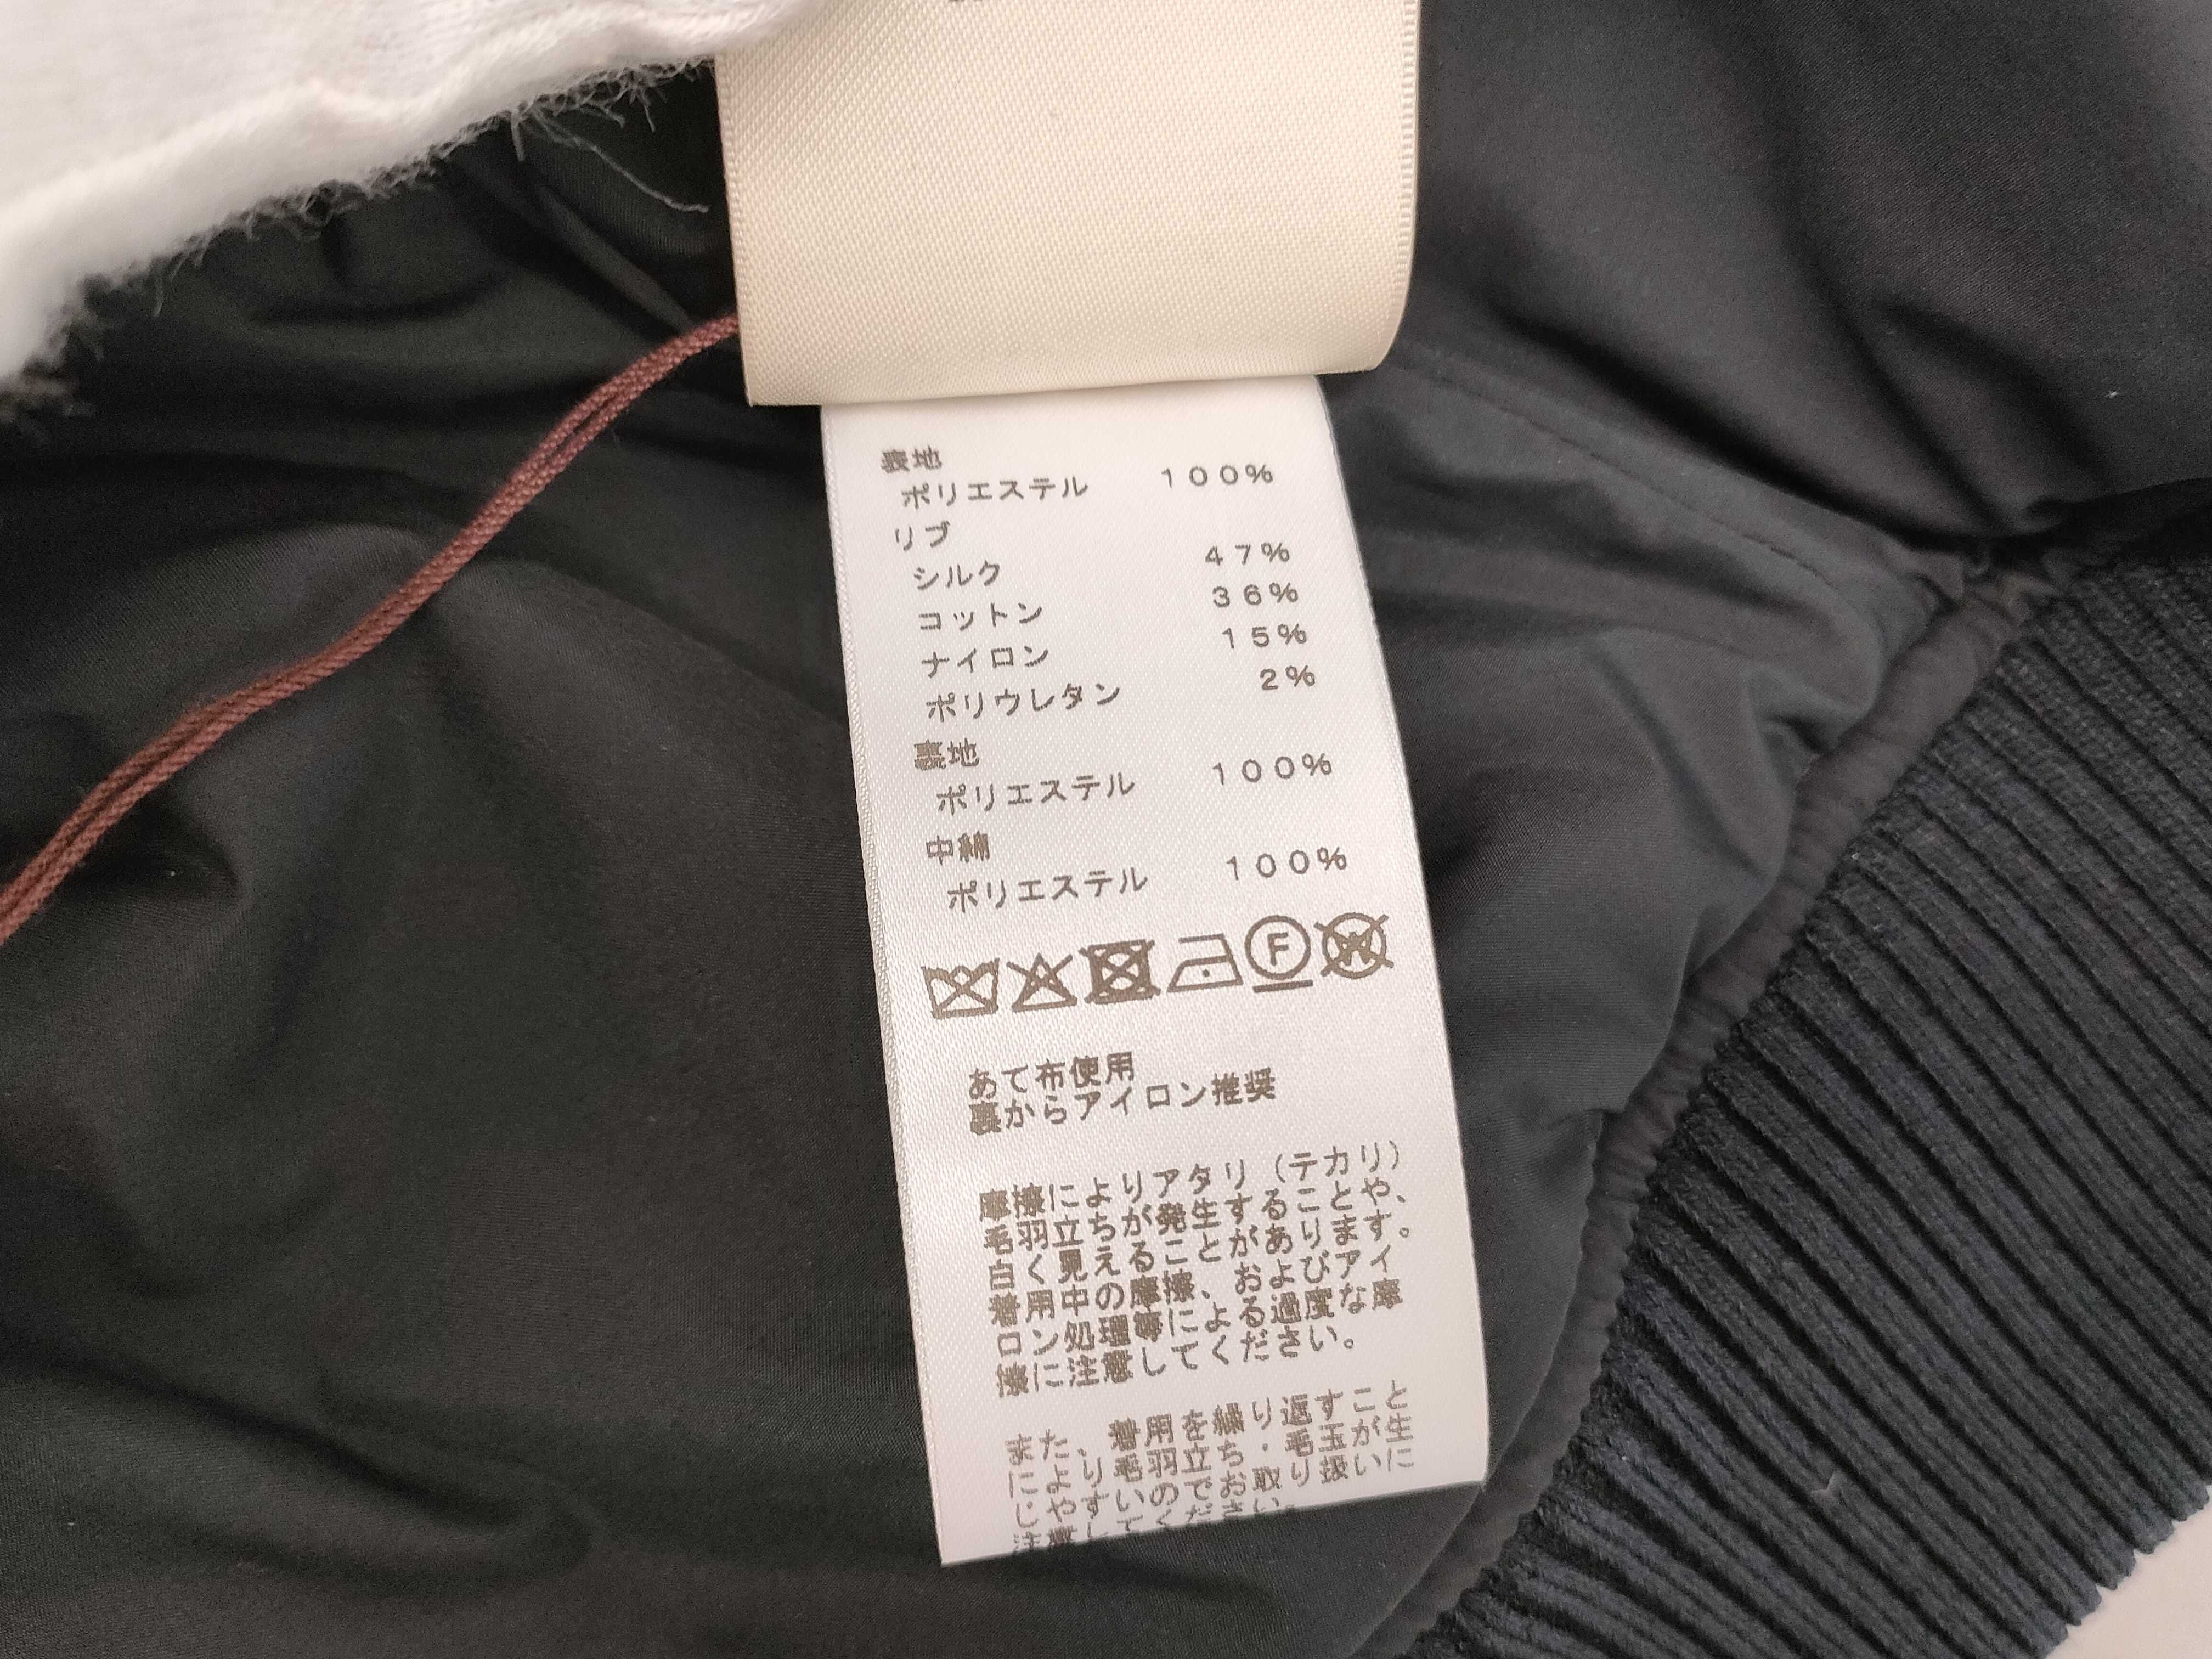 表地
ポリエステル 100%
リブ
シルク 47%
コットン 36%
ナイロン 15%
ポリウレタン 2%
裏地
ポリエステル 100%
中綿
ポリエステル 100%
F W
あて布使用
裏からアイロン推奨
摩擦によりアタリ（テカリ）
毛羽立ちが発生することや、
白く見えることがあります。
着用中の摩擦、およびアイ
ロン処理等による過度な摩
擦に注意してください。
また、着用を繰り返すこと
により毛羽立ち・毛玉が生
じやすいのでお取り扱いに
注意してください。